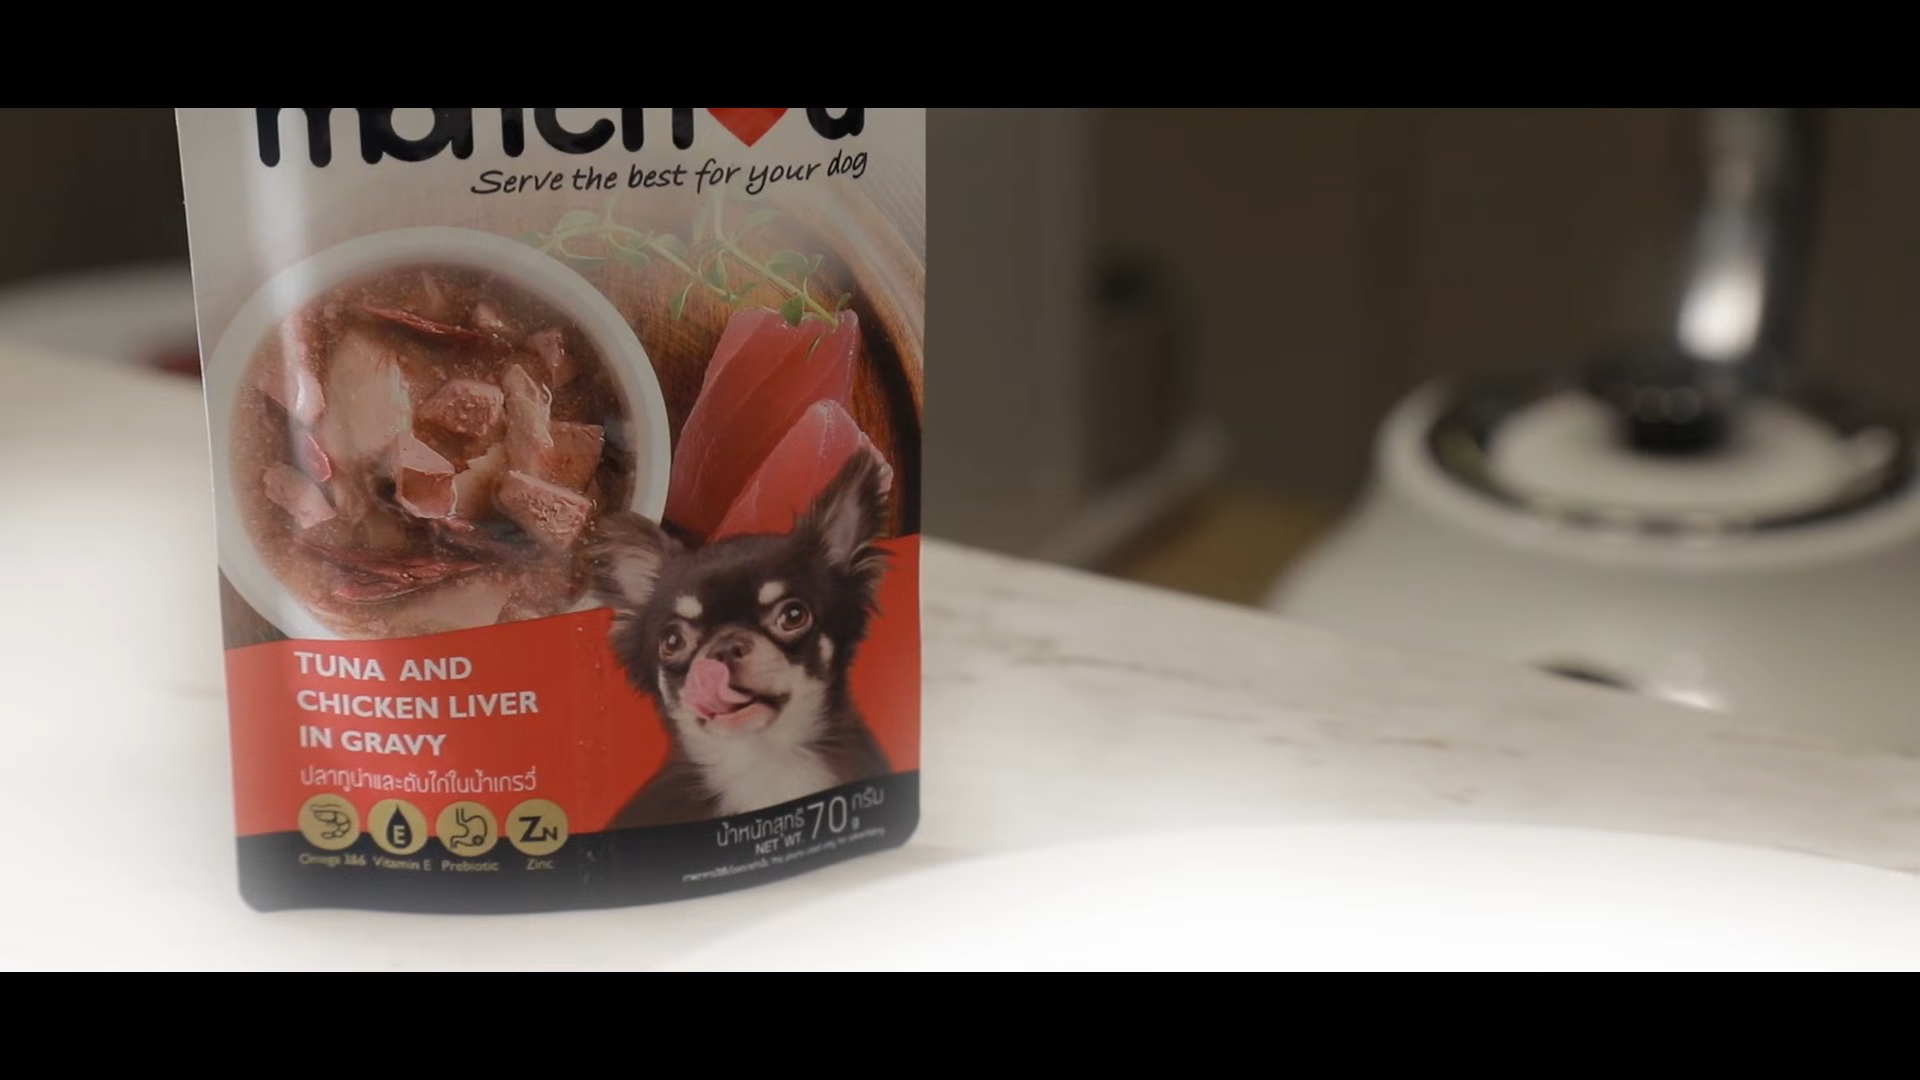 Serve the best for your dog
TUNA AND
CHICKEN LIVER
IN GRAVY
ปลาทูน่าและตับไก่ในน้ำเกรวี่
E
ZN
Omega 3&6 Vitamin E Prebiotic Zinc
น้ำหนักสุทธิ 70 กรัม
NET WT. g